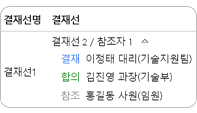 결재선명 결재선
결재선1
결재선 2 / 참조자 1
결재 이정태 대리(기술지원팀)
합의 김진영 과장(기술부)
참조 홍길동 사원(임원)